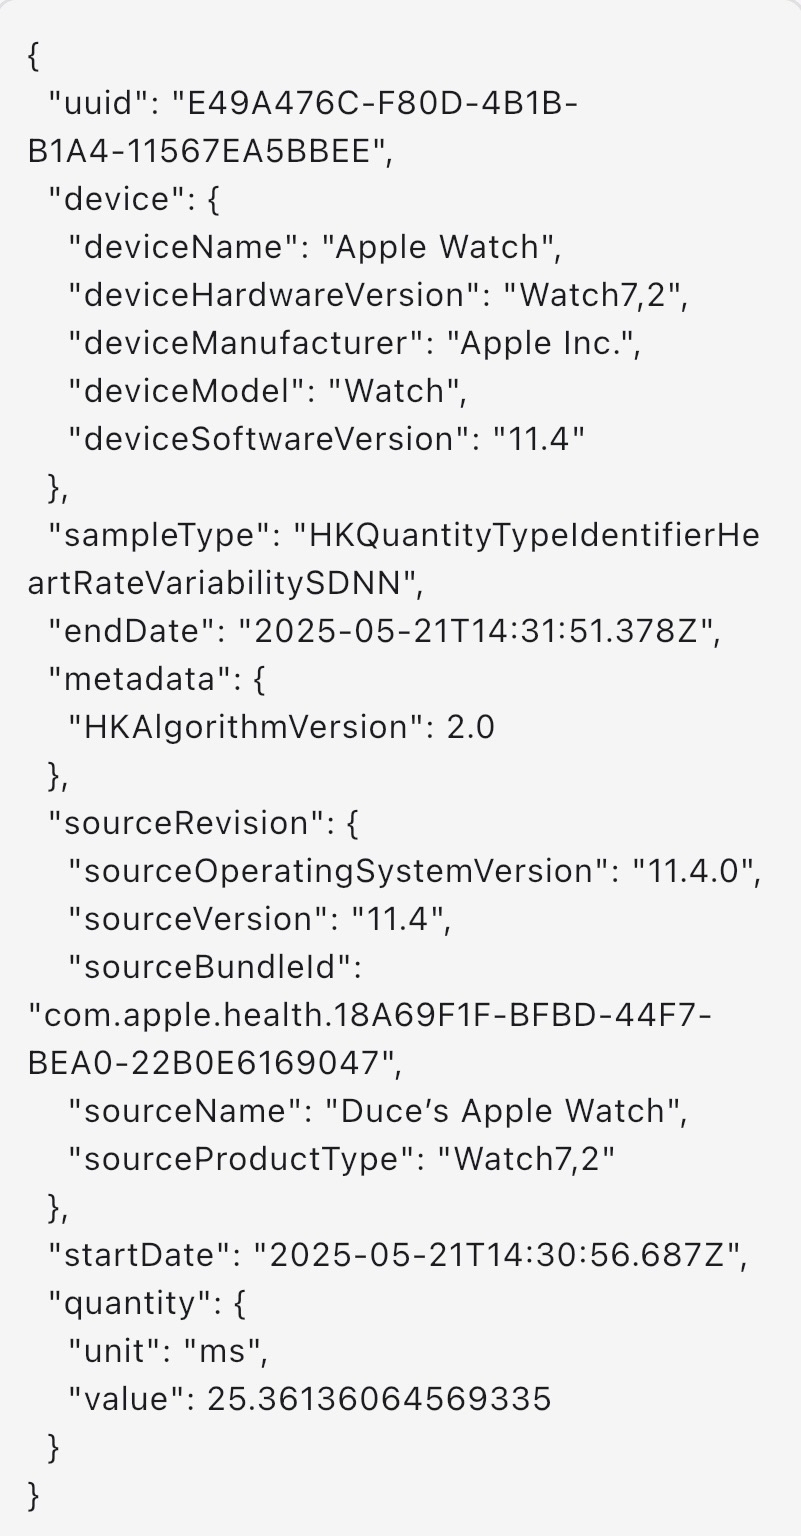 {
"uuid": "E49A476C-F80D-4B1B-
B1A4-11567EA5BBEE",
"device": {
"deviceName": "Apple Watch",
"deviceHardwareVersion": "Watch7,2",
"deviceManufacturer": "Apple Inc.",
"deviceModel": "Watch",
"deviceSoftwareVersion": "11.4"
},
"sampleType": "HKQuantityTypeIdentifierHe
artRateVariabilitySDNN",
"endDate": "2025-05-21T14:31:51.378Z",
"metadata": {
"HKAlgorithmVersion": 2.0
},
"sourceRevision": {
"sourceOperatingSystemVersion": "11.4.0",
"sourceVersion": "11.4",
"sourceBundleId":
"com.apple.health.18A69F1F-BFBD-44F7-
BEA0-22B0E6169047",
"sourceName": "Duce’s Apple Watch",
"sourceProductType": "Watch7,2"
},
"startDate": "2025-05-21T14:30:56.687Z",
"quantity": {
"unit": "ms",
"value": 25.36136064569335
}
}